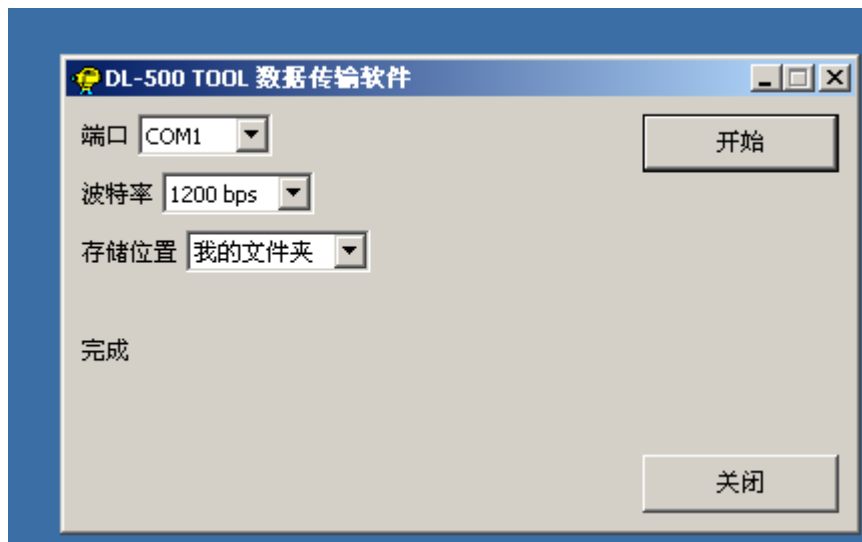 DL-500 TOOL 数据传输软件
端口 COM1
开始
波特率 1200 bps
存储位置 我的文件夹
完成
关闭